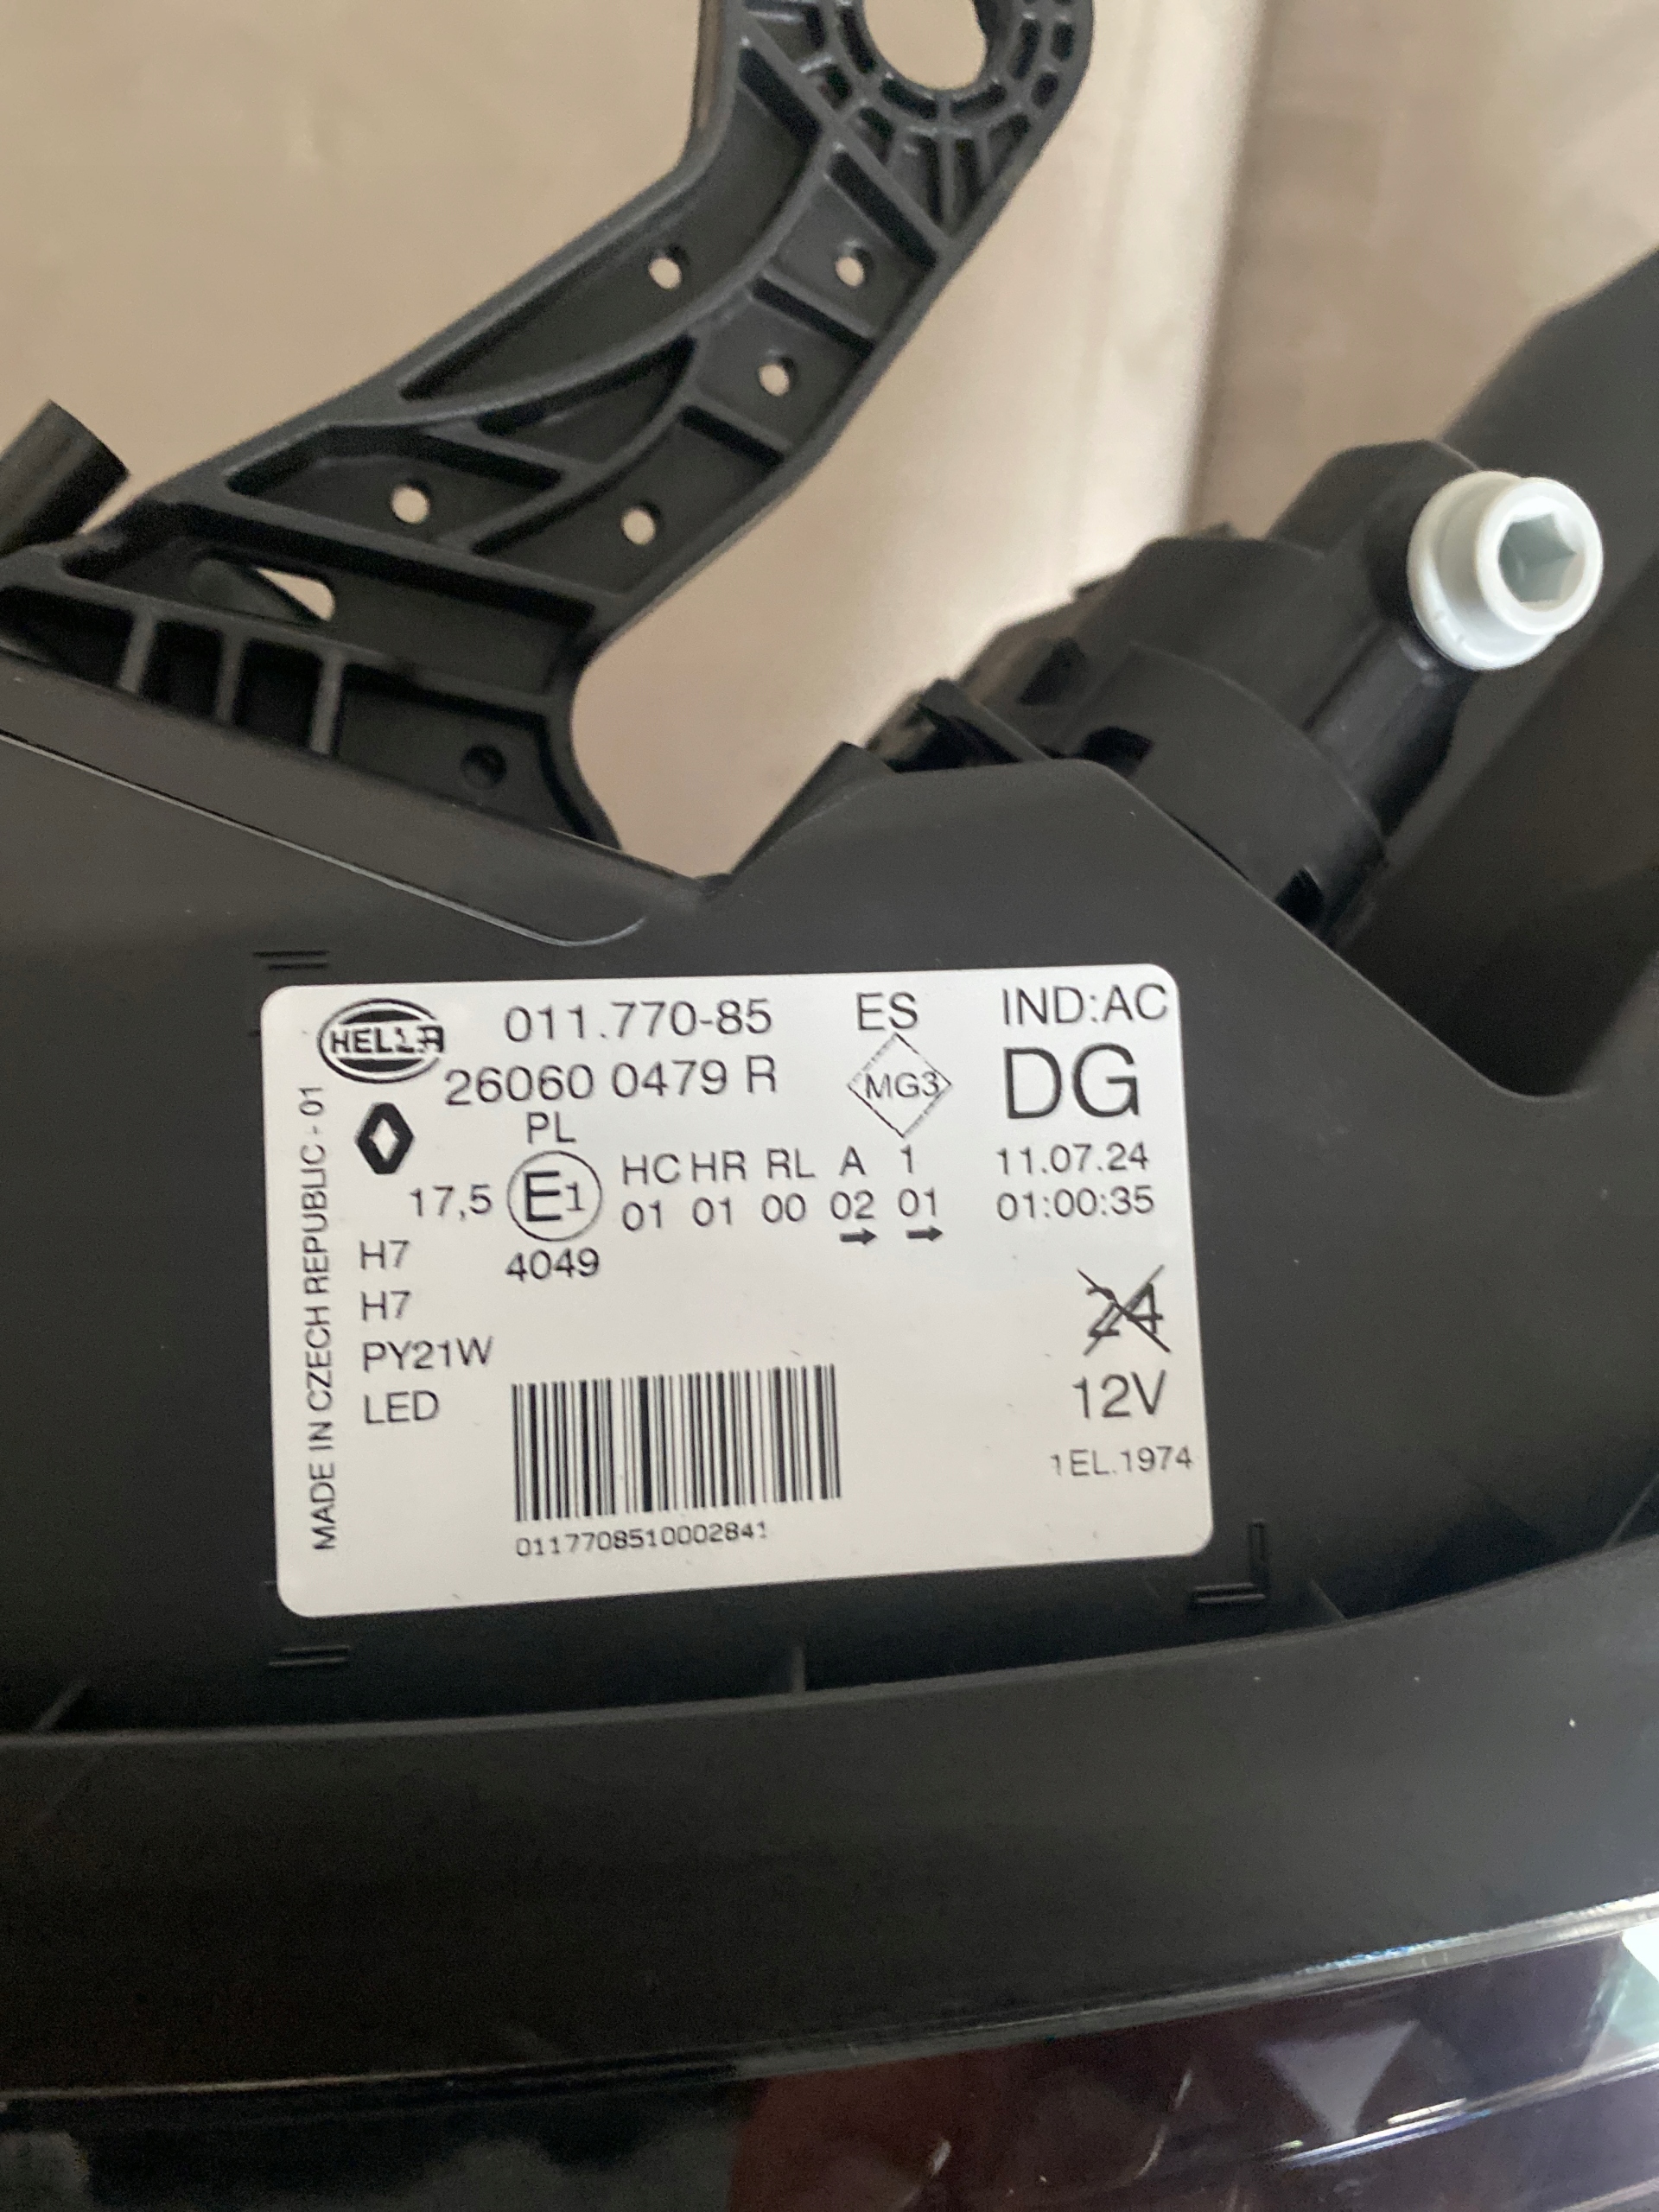 HELLA 011.770-85 ES IND:AC
26060 0479 R MG3 DG
PL
HC HR RL A 1 11.07.24
17,5 E1 01 01 00 02 01 01:00:35
→ →
H7 4049
H7 24
PY21W
LED 12V
1EL.1974
0117708510002841
MADE IN CZECH REPUBLIC - 01